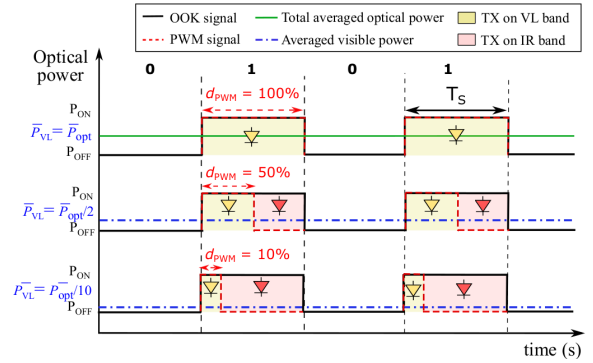 OOK signal
Total averaged optical power
TX on VL band
PWM signal
Averaged visible power
TX on IR band
Optical
power
0 1 0 1
d_PWM = 100%
T_S
P_ON
P̅_VL = P̅_opt
P_OFF
d_PWM = 50%
P_ON
P̅_VL = P̅_opt/2
P_OFF
d_PWM = 10%
P_ON
P̅_VL = P̅_opt/10
P_OFF
time (s)